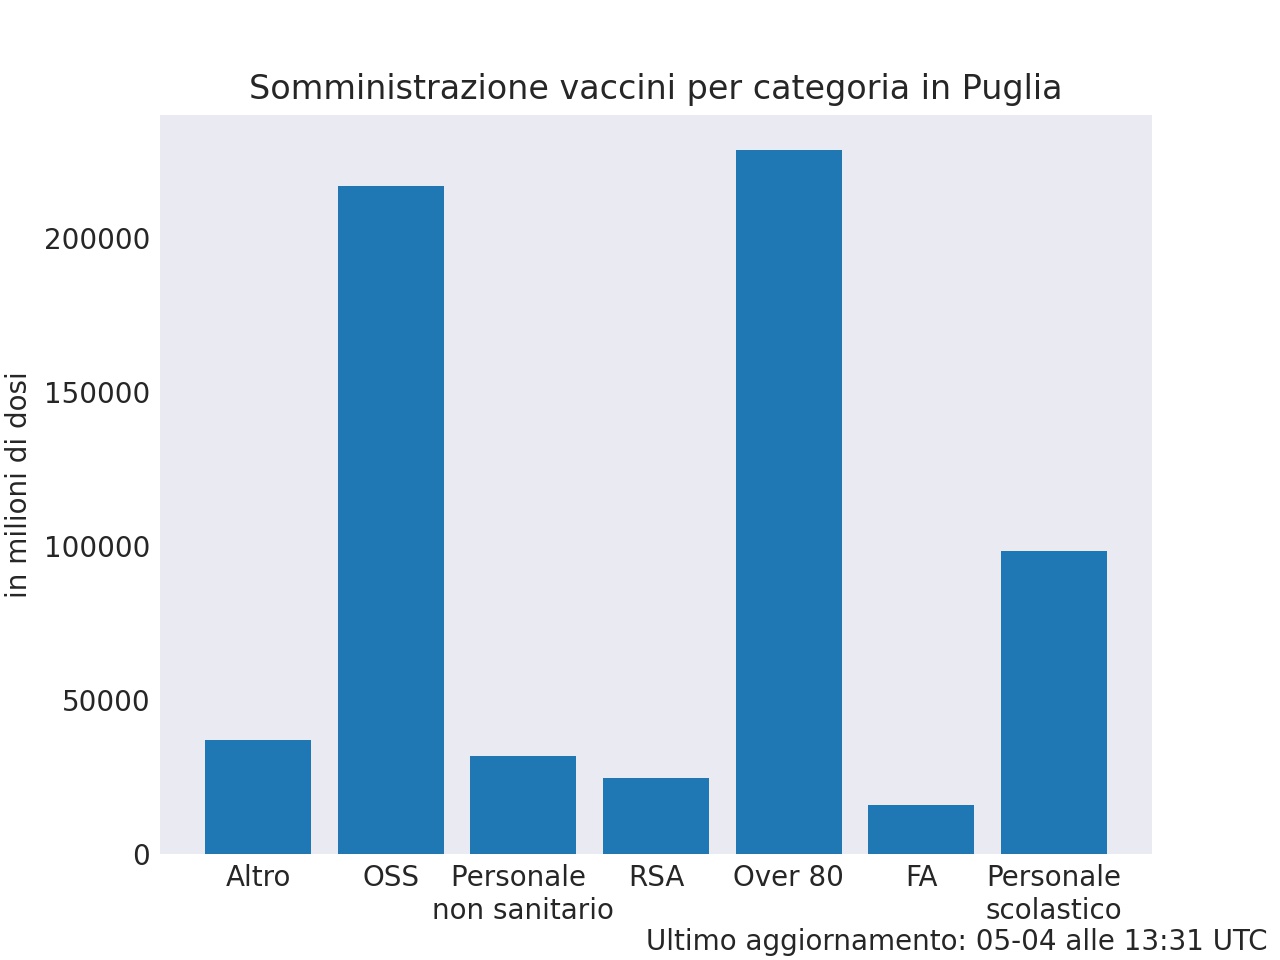 Somministrazione vaccini per categoria in Puglia
in milioni di dosi
200000
150000
100000
50000
0
Altro
OSS
Personale
non sanitario
RSA
Over 80
FA
Personale
scolastico
Ultimo aggiornamento: 05-04 alle 13:31 UTC